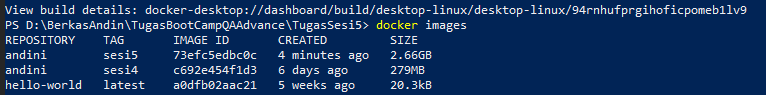 View build details: docker-desktop://dashboard/build/desktop-linux/desktop-linux/94rnhufprgihoficpomeb1lv9
PS D:\BerkasAndin\TugasBootCampQAAdvance\TugasSesi5> docker images
REPOSITORY    TAG       IMAGE ID       CREATED         SIZE
andini        sesi5     73efc5edbc0c   4 minutes ago   2.66GB
andini        sesi4     c692e454f1d3   6 days ago      279MB
hello-world   latest    a0dfb02aac21   5 weeks ago     20.3kB